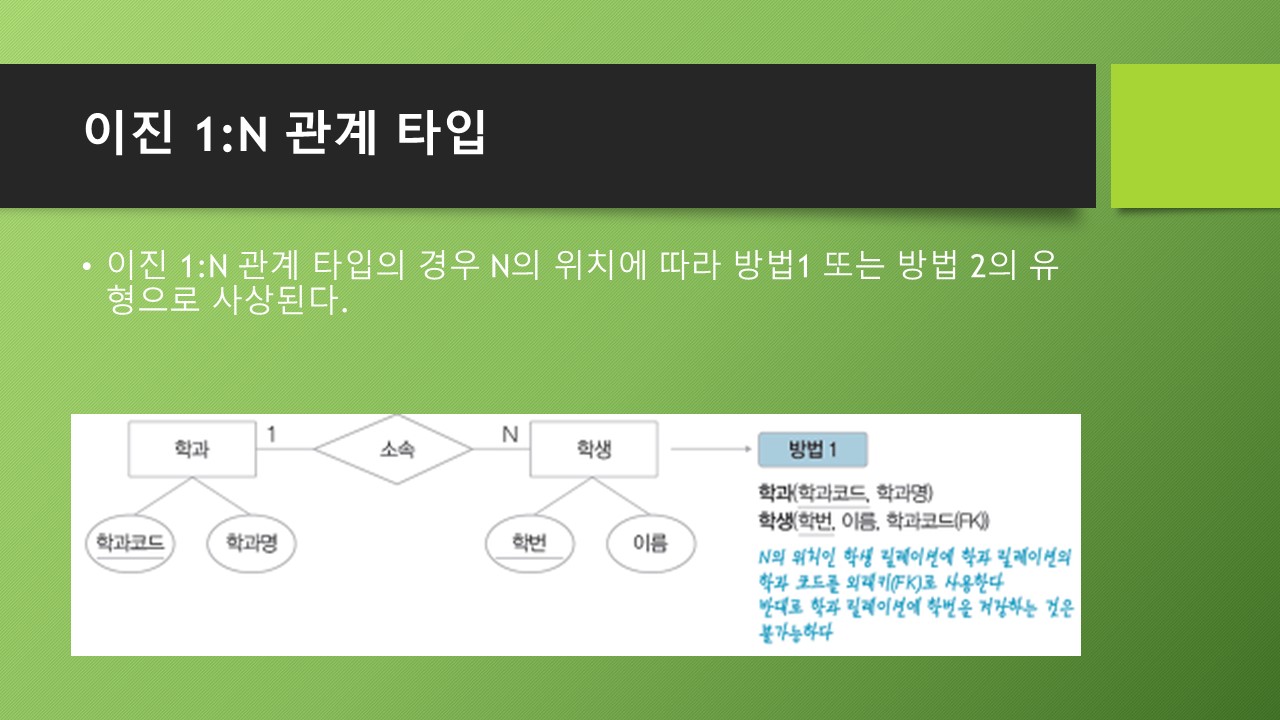 이진 1:N 관계 타입
• 이진 1:N 관계 타입의 경우 N의 위치에 따라 방법1 또는 방법 2의 유
형으로 사상된다.
학과 1 소속 N 학생 방법 1
학과(학과코드, 학과명)
학생(학번, 이름, 학과코드(FK))
학과코드 학과명 학번 이름
N의 위치인 학생 릴레이션에 학과 릴레이션의
학과 코드를 외래키(FK)로 사용한다
반대로 학과 릴레이션에 학번을 저장하는 것은
불가능하다